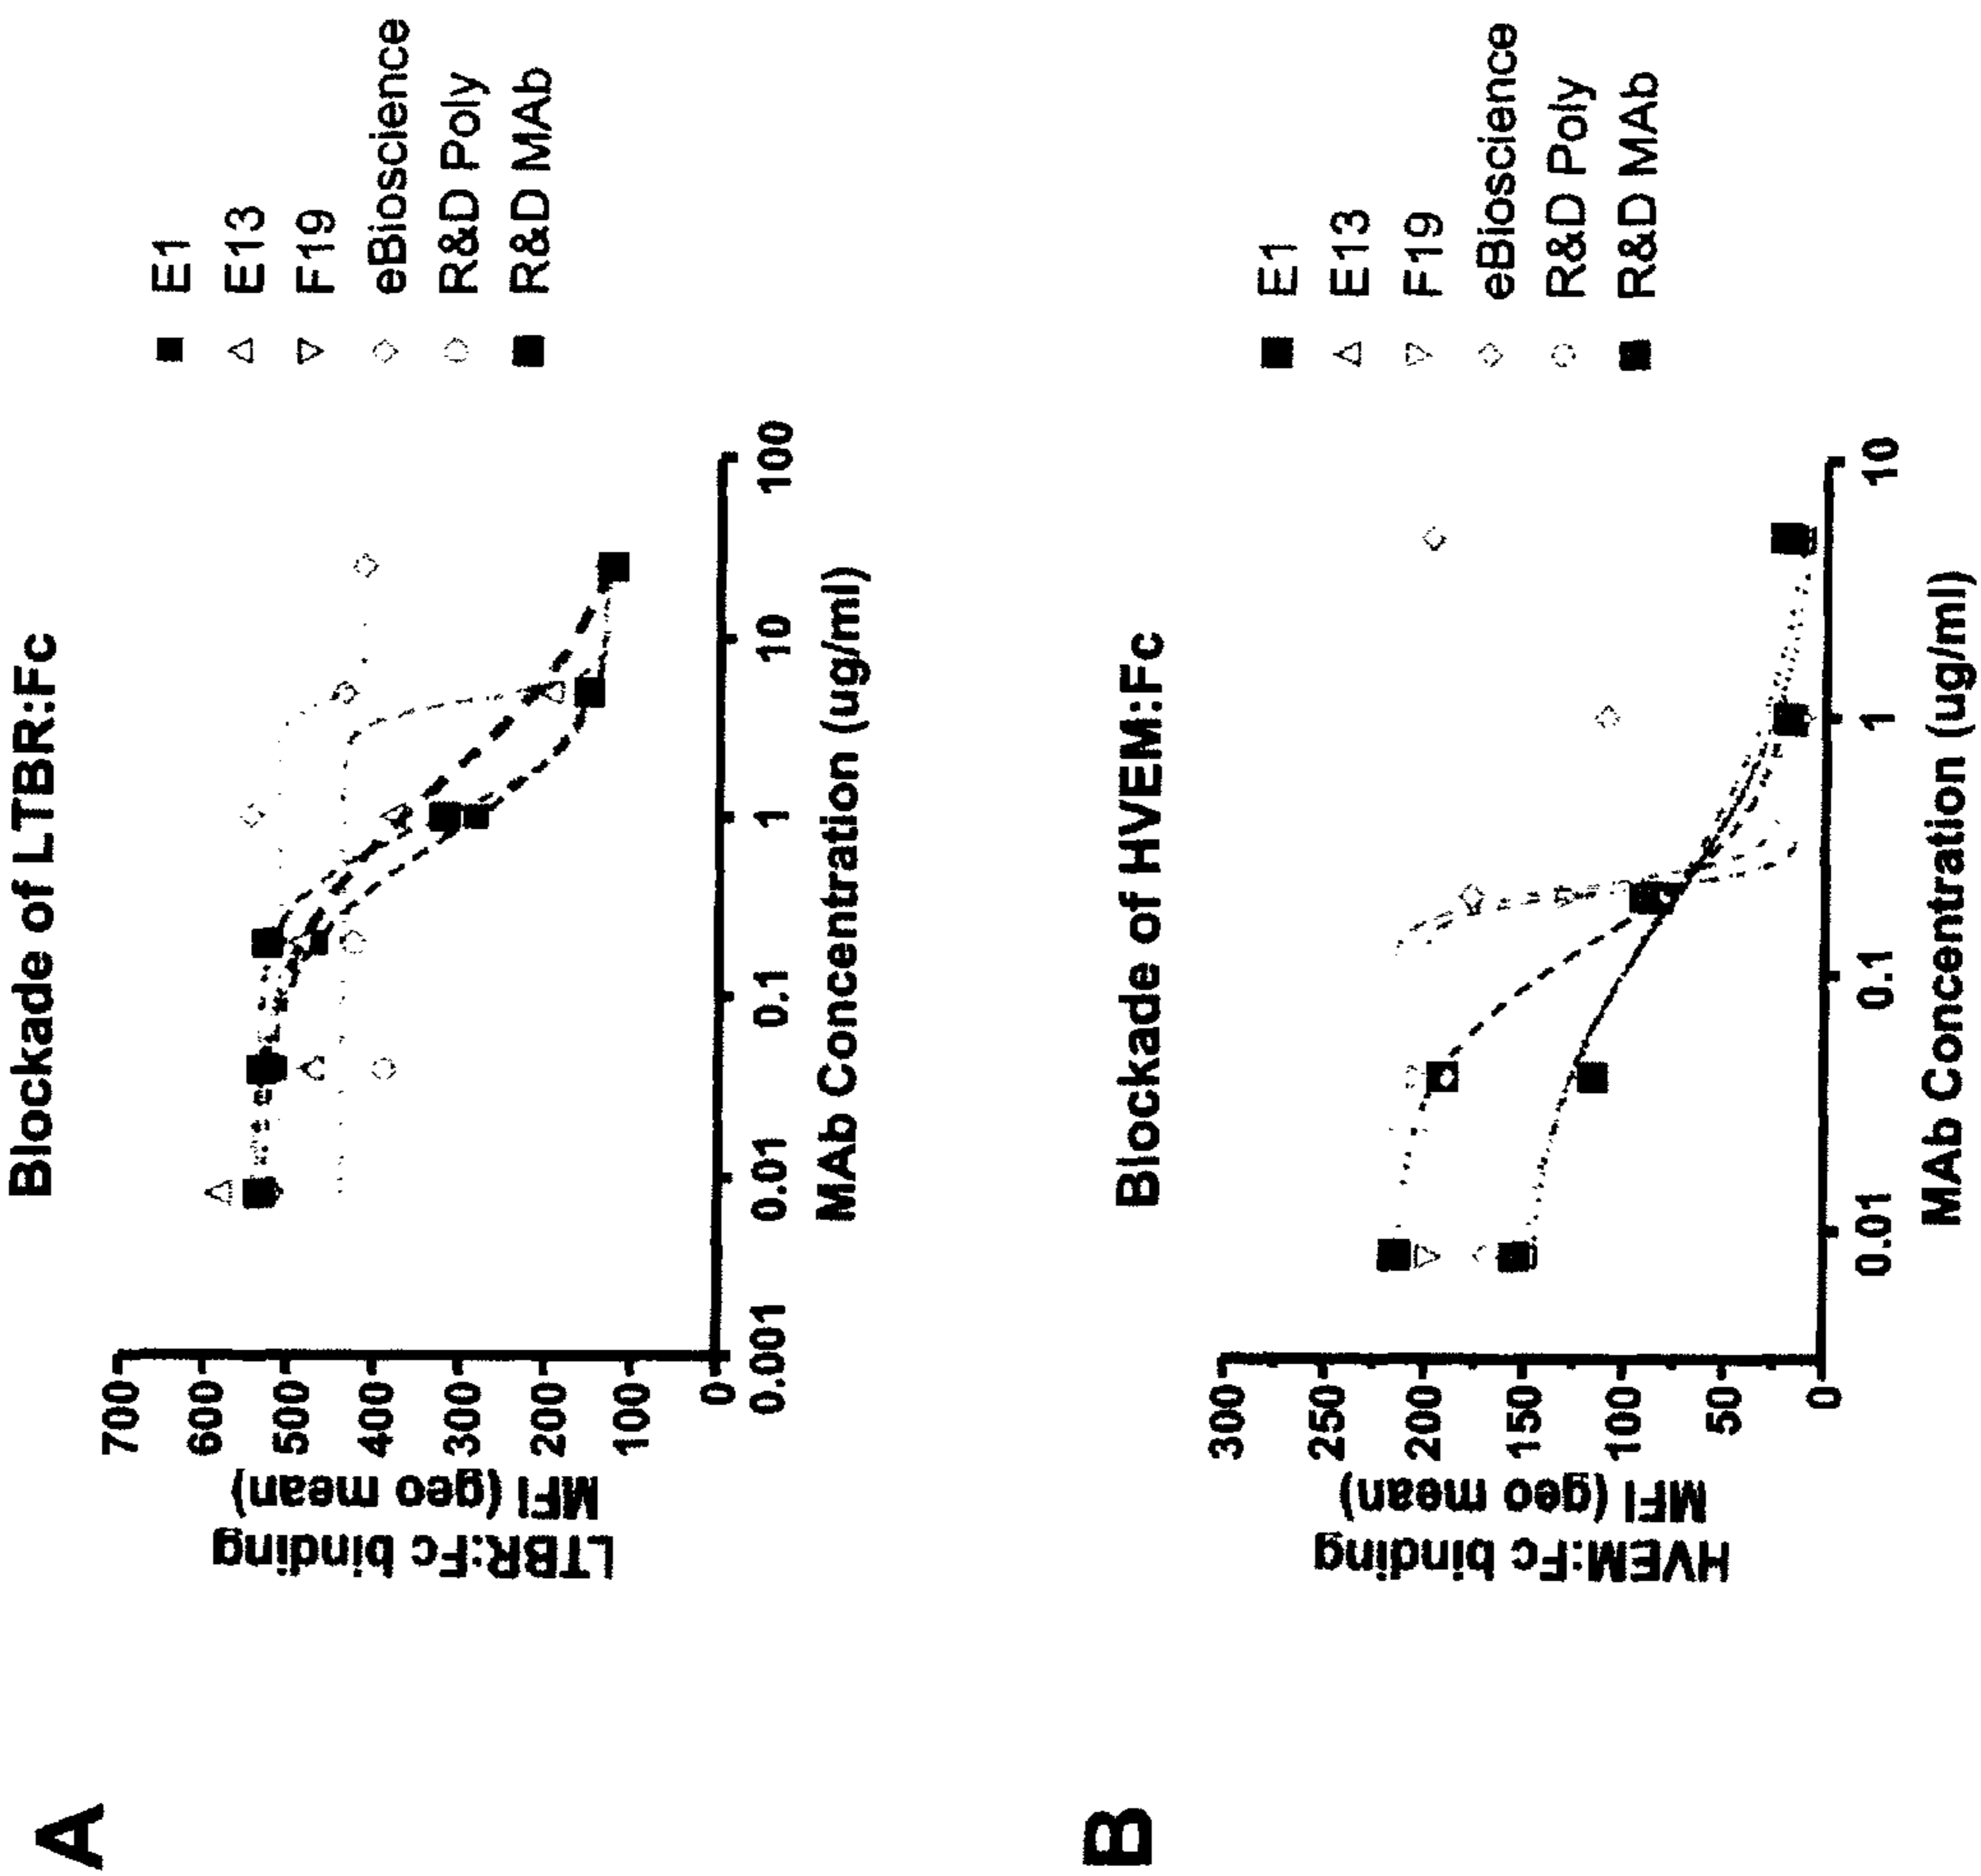 A
Blockade of LTBR:Fc
LTBR:Fc binding
MFI (geo mean)
700
600
500
400
300
200
100
0
0.001
0.01
0.1
1
10
100
MAb Concentration (ug/ml)
E1
E13
F19
eBioscience
R&D Poly
R&D MAb
B
Blockade of HVEM:Fc
HVEM:Fc binding
MFI (geo mean)
300
250
200
150
100
50
0
0.01
0.1
1
10
MAb Concentration (ug/ml)
E1
E13
F19
eBioscience
R&D Poly
R&D MAb